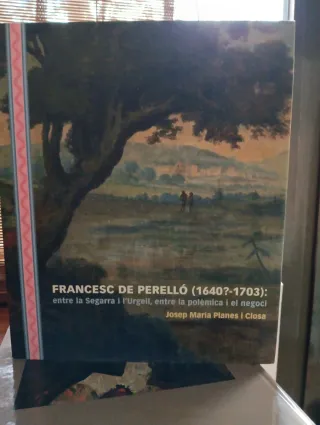 FRANCESC DE PERELLÓ (1640?-1703):
entre la Segarra i l'Urgell, entre la polèmica i el negoci
Josep Maria Planes i Closa